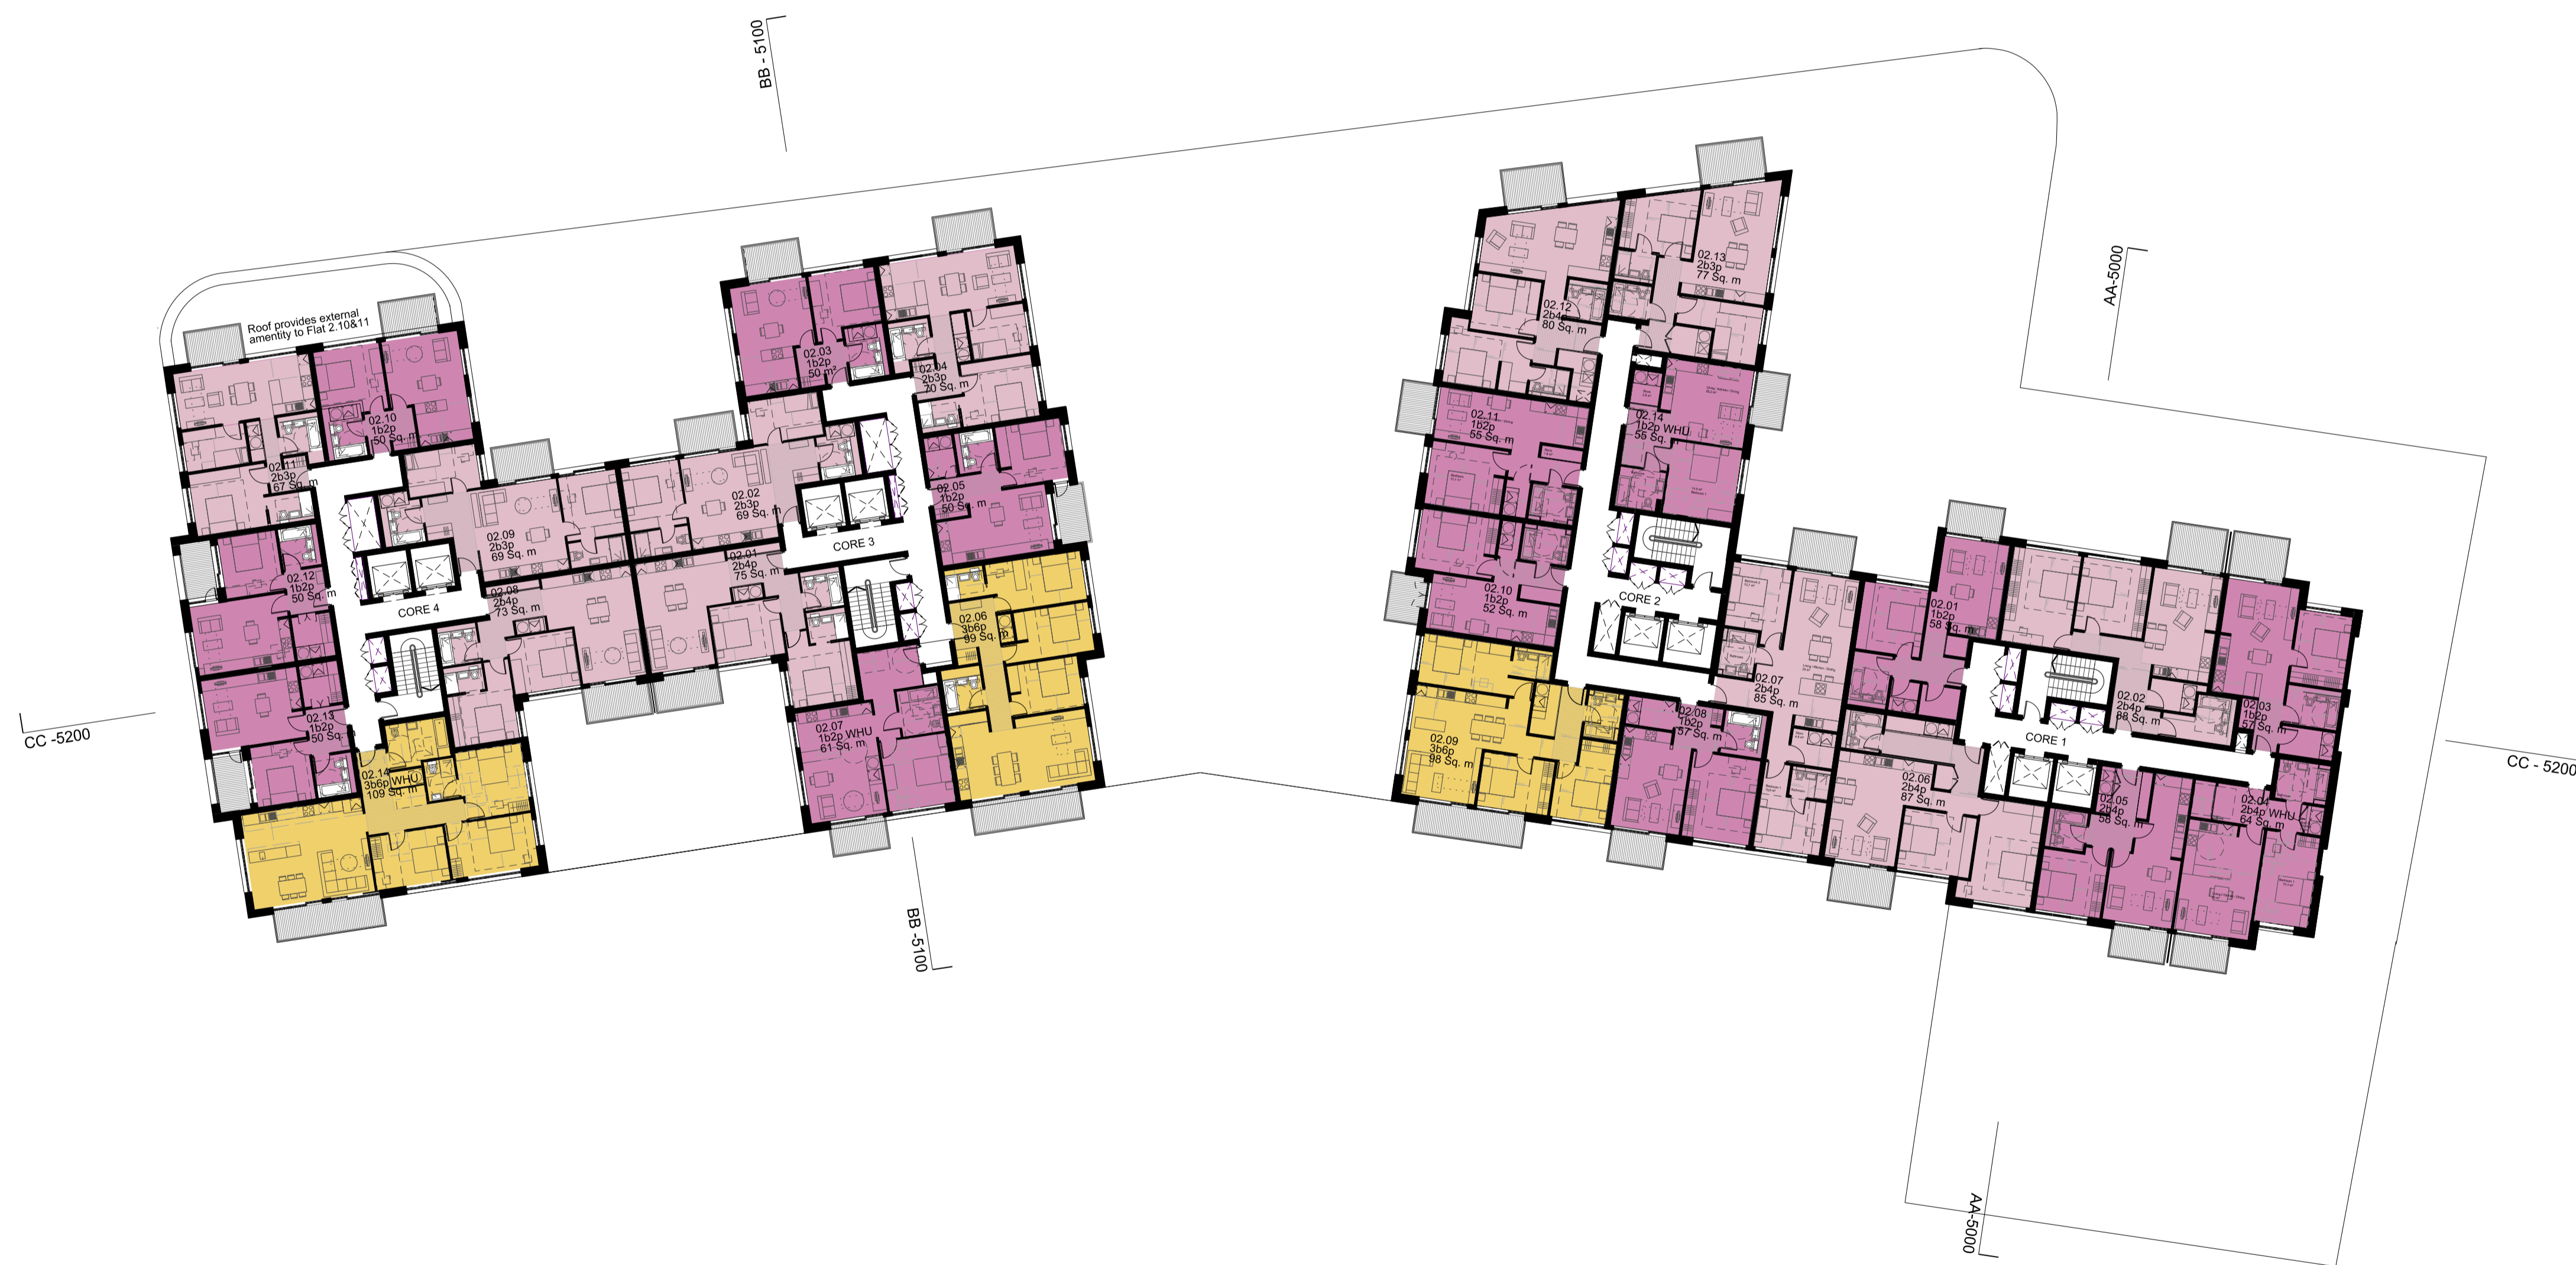 BB - 5100
AA-5000
Roof provides external
amentity to Flat 2.10&11
02.11
2b3p
67 Sq. m
02.10
1b2p
50 Sq. m
02.12
1b2p
50 Sq. m
02.13
1b2p
50 Sq.
02.14
3b6p WHU
109 Sq. m
CORE 4
02.09
2b3p
69 Sq. m
02.08
2b4p
73 Sq. m
02.02
2b3p
69 Sq. m
02.01
2b4p
75 Sq. m
02.03
1b2p
50 m²
02.04
2b3p
70 Sq. m
02.05
1b2p
50 Sq. m
CORE 3
02.06
3b6p
99 Sq. m
02.07
1b2p WHU
61 Sq. m
CC -5200
BB -5100
02.13
2b3p
77 Sq. m
02.12
2b4p
80 Sq. m
02.11
1b2p
55 Sq. m
02.14
1b2p WHU
55 Sq. m
02.10
1b2p
52 Sq. m
CORE 2
02.09
3b6p
98 Sq. m
02.08
1b2p
57 Sq. m
02.07
2b4p
85 Sq. m
02.01
1b2p
58 Sq. m
02.06
2b4p
87 Sq. m
CORE 1
02.02
2b4p
88 Sq. m
02.03
1b2p
57 Sq. m
02.05
2b4p
58 Sq. m
02.04
2b4p WHU
64 Sq. m
CC - 5200
AA-5000